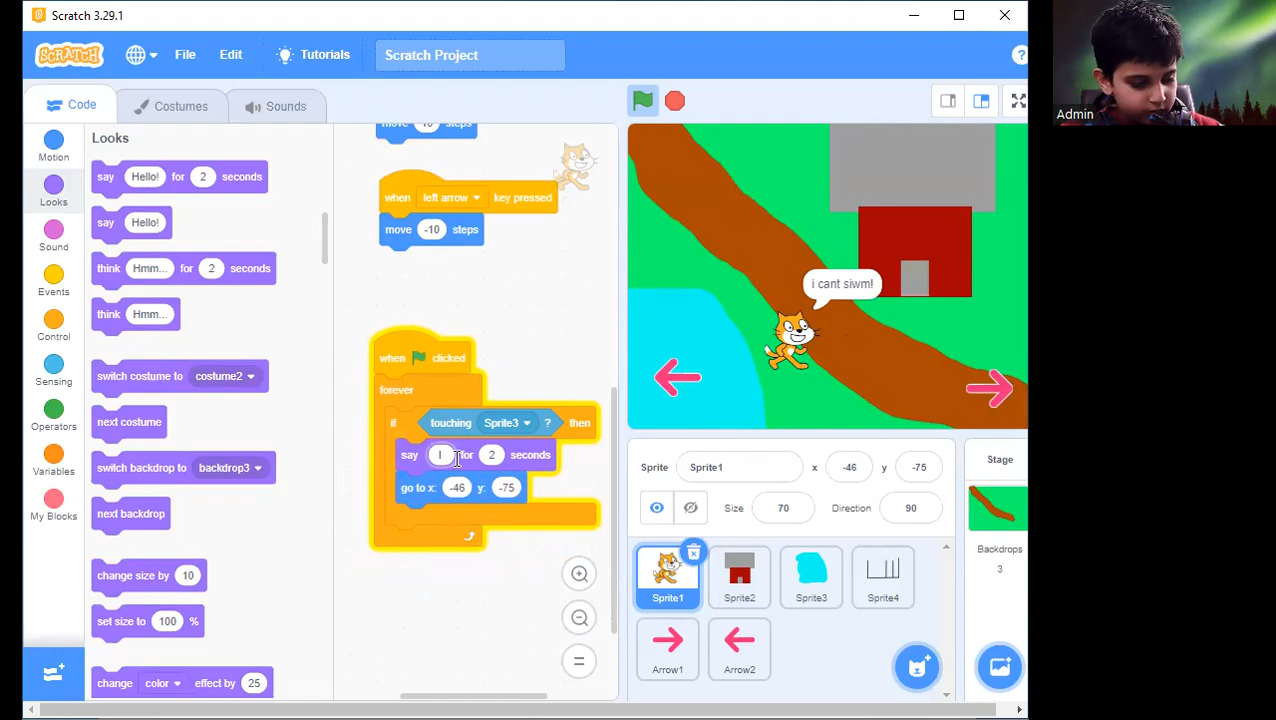 Scratch 3.29.1
SCRATCH File Edit Tutorials Scratch Project ?
Code Costumes Sounds
Motion
Looks
Sound
Events
Control
Sensing
Operators
Variables
My Blocks
Looks
say Hello! for 2 seconds
say Hello!
think Hmm... for 2 seconds
think Hmm...
switch costume to costume2
next costume
switch backdrop to backdrop3
next backdrop
change size by 10
set size to 100 %
change color effect by 25
move -10 steps
when left arrow key pressed
move -10 steps
when clicked
forever
if touching Sprite3 ? then
say I for 2 seconds
go to x: -46 y: -75
i cant siwm!
Sprite Sprite1 x -46 y -75
Size 70 Direction 90
Sprite1 Sprite2 Sprite3 Sprite4
Arrow1 Arrow2
Stage
Backdrops
3
Admin